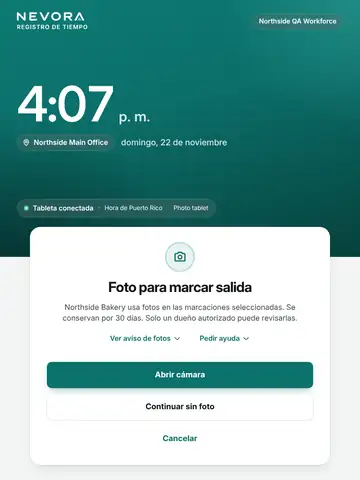 NEVORA
REGISTRO DE TIEMPO
Northside QA Workforce
4:07 p. m.
Northside Main Office
domingo, 22 de noviembre
Tableta conectada · Hora de Puerto Rico Photo tablet
Foto para marcar salida
Northside Bakery usa fotos en las marcaciones seleccionadas. Se
conservan por 30 días. Solo un dueño autorizado puede revisarlas.
Ver aviso de fotos
Pedir ayuda
Abrir cámara
Continuar sin foto
Cancelar